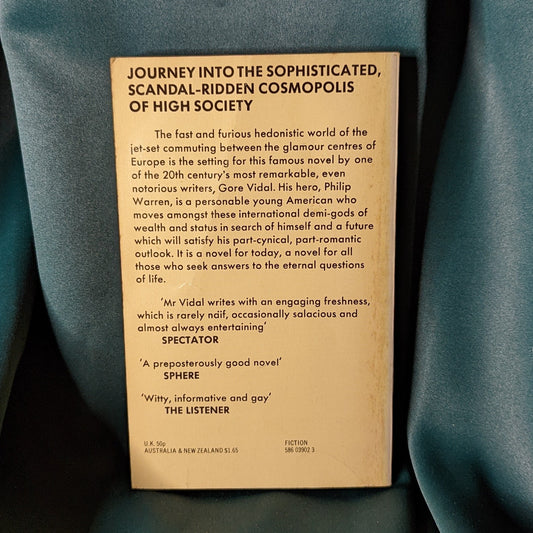 JOURNEY INTO THE SOPHISTICATED,
SCANDAL-RIDDEN COSMOPOLIS
OF HIGH SOCIETY
The fast and furious hedonistic world of the
jet-set commuting between the glamour centres of
Europe is the setting for this famous novel by one
of the 20th century's most remarkable, even
notorious writers, Gore Vidal. His hero, Philip
Warren, is a personable young American who
moves amongst these international demi-gods of
wealth and status in search of himself and a future
which will satisfy his part-cynical, part-romantic
outlook. It is a novel for today, a novel for all
those who seek answers to the eternal questions
of life.
'Mr Vidal writes with an engaging freshness,
which is rarely ndif, occasionally salacious and
almost always entertaining'
SPECTATOR
'A preposterously good novel'
SPHERE
'Witty, informative and gay'
THE LISTENER
U.K. 50p
AUSTRALIA & NEW ZEALAND $1.65
FICTION
586 03902 3